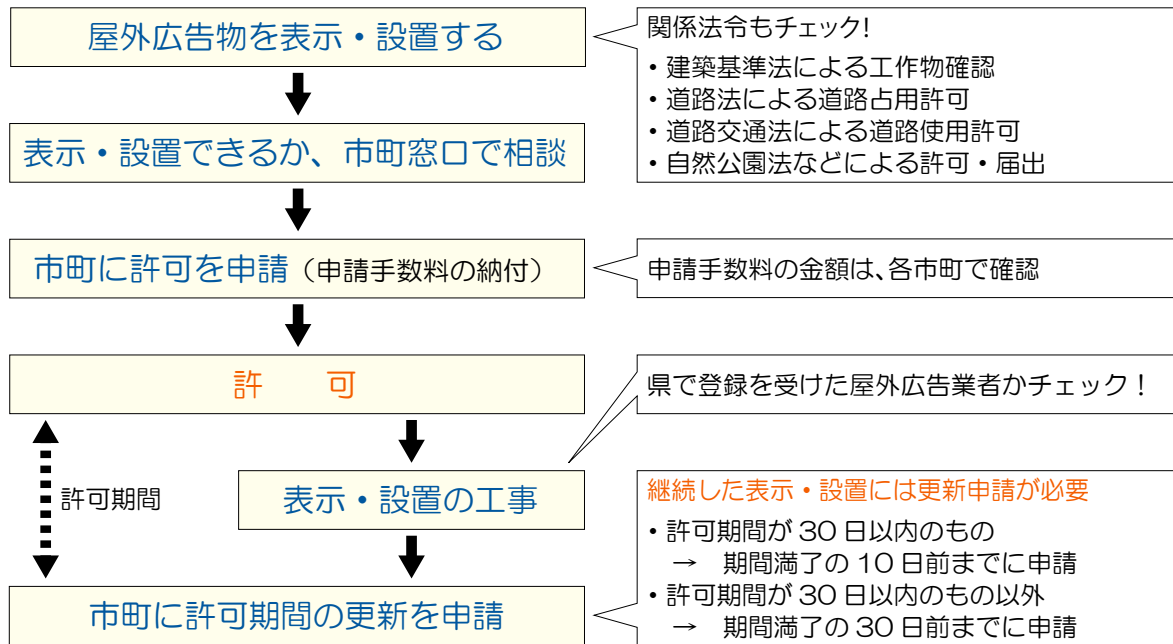 屋外広告物を表示・設置する
関係法令もチェック!
・建築基準法による工作物確認
・道路法による道路占用許可
・道路交通法による道路使用許可
・自然公園法などによる許可・届出
表示・設置できるか、市町窓口で相談
市町に許可を申請（申請手数料の納付）
申請手数料の金額は、各市町で確認
許　可
県で登録を受けた屋外広告業者かチェック！
許可期間
表示・設置の工事
継続した表示・設置には更新申請が必要
・許可期間が 30 日以内のもの
→　期間満了の 10 日前までに申請
・許可期間が 30 日以内のもの以外
→　期間満了の 30 日前までに申請
市町に許可期間の更新を申請